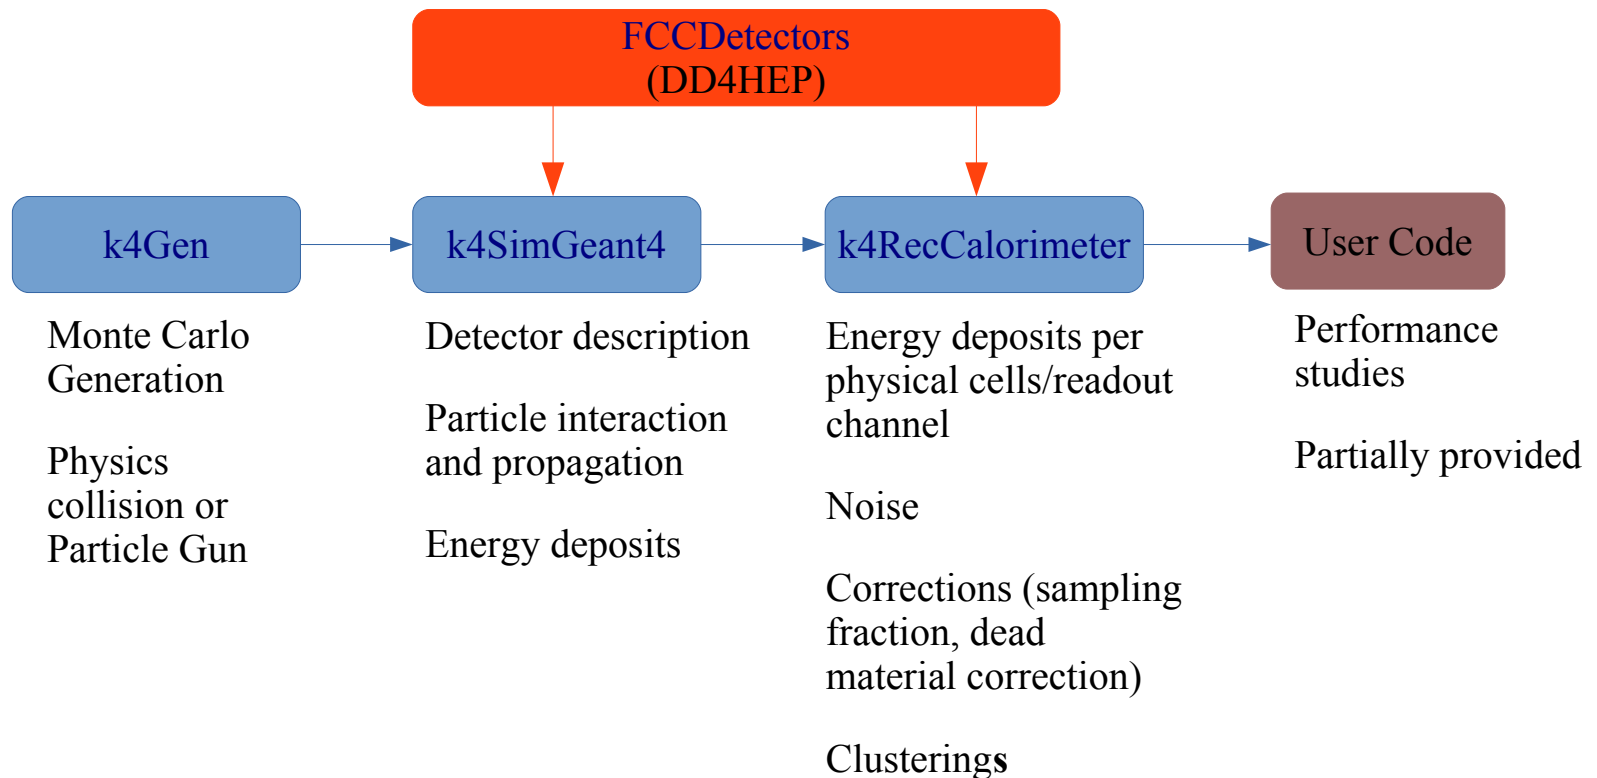 FCCDetectors
(DD4HEP)
k4Gen
k4SimGeant4
k4RecCalorimeter
User Code
Monte Carlo
Generation
Physics
collision or
Particle Gun
Detector description
Particle interaction
and propagation
Energy deposits
Energy deposits per
physical cells/readout
channel
Noise
Corrections (sampling
fraction, dead
material correction)
Clusterings
Performance
studies
Partially provided